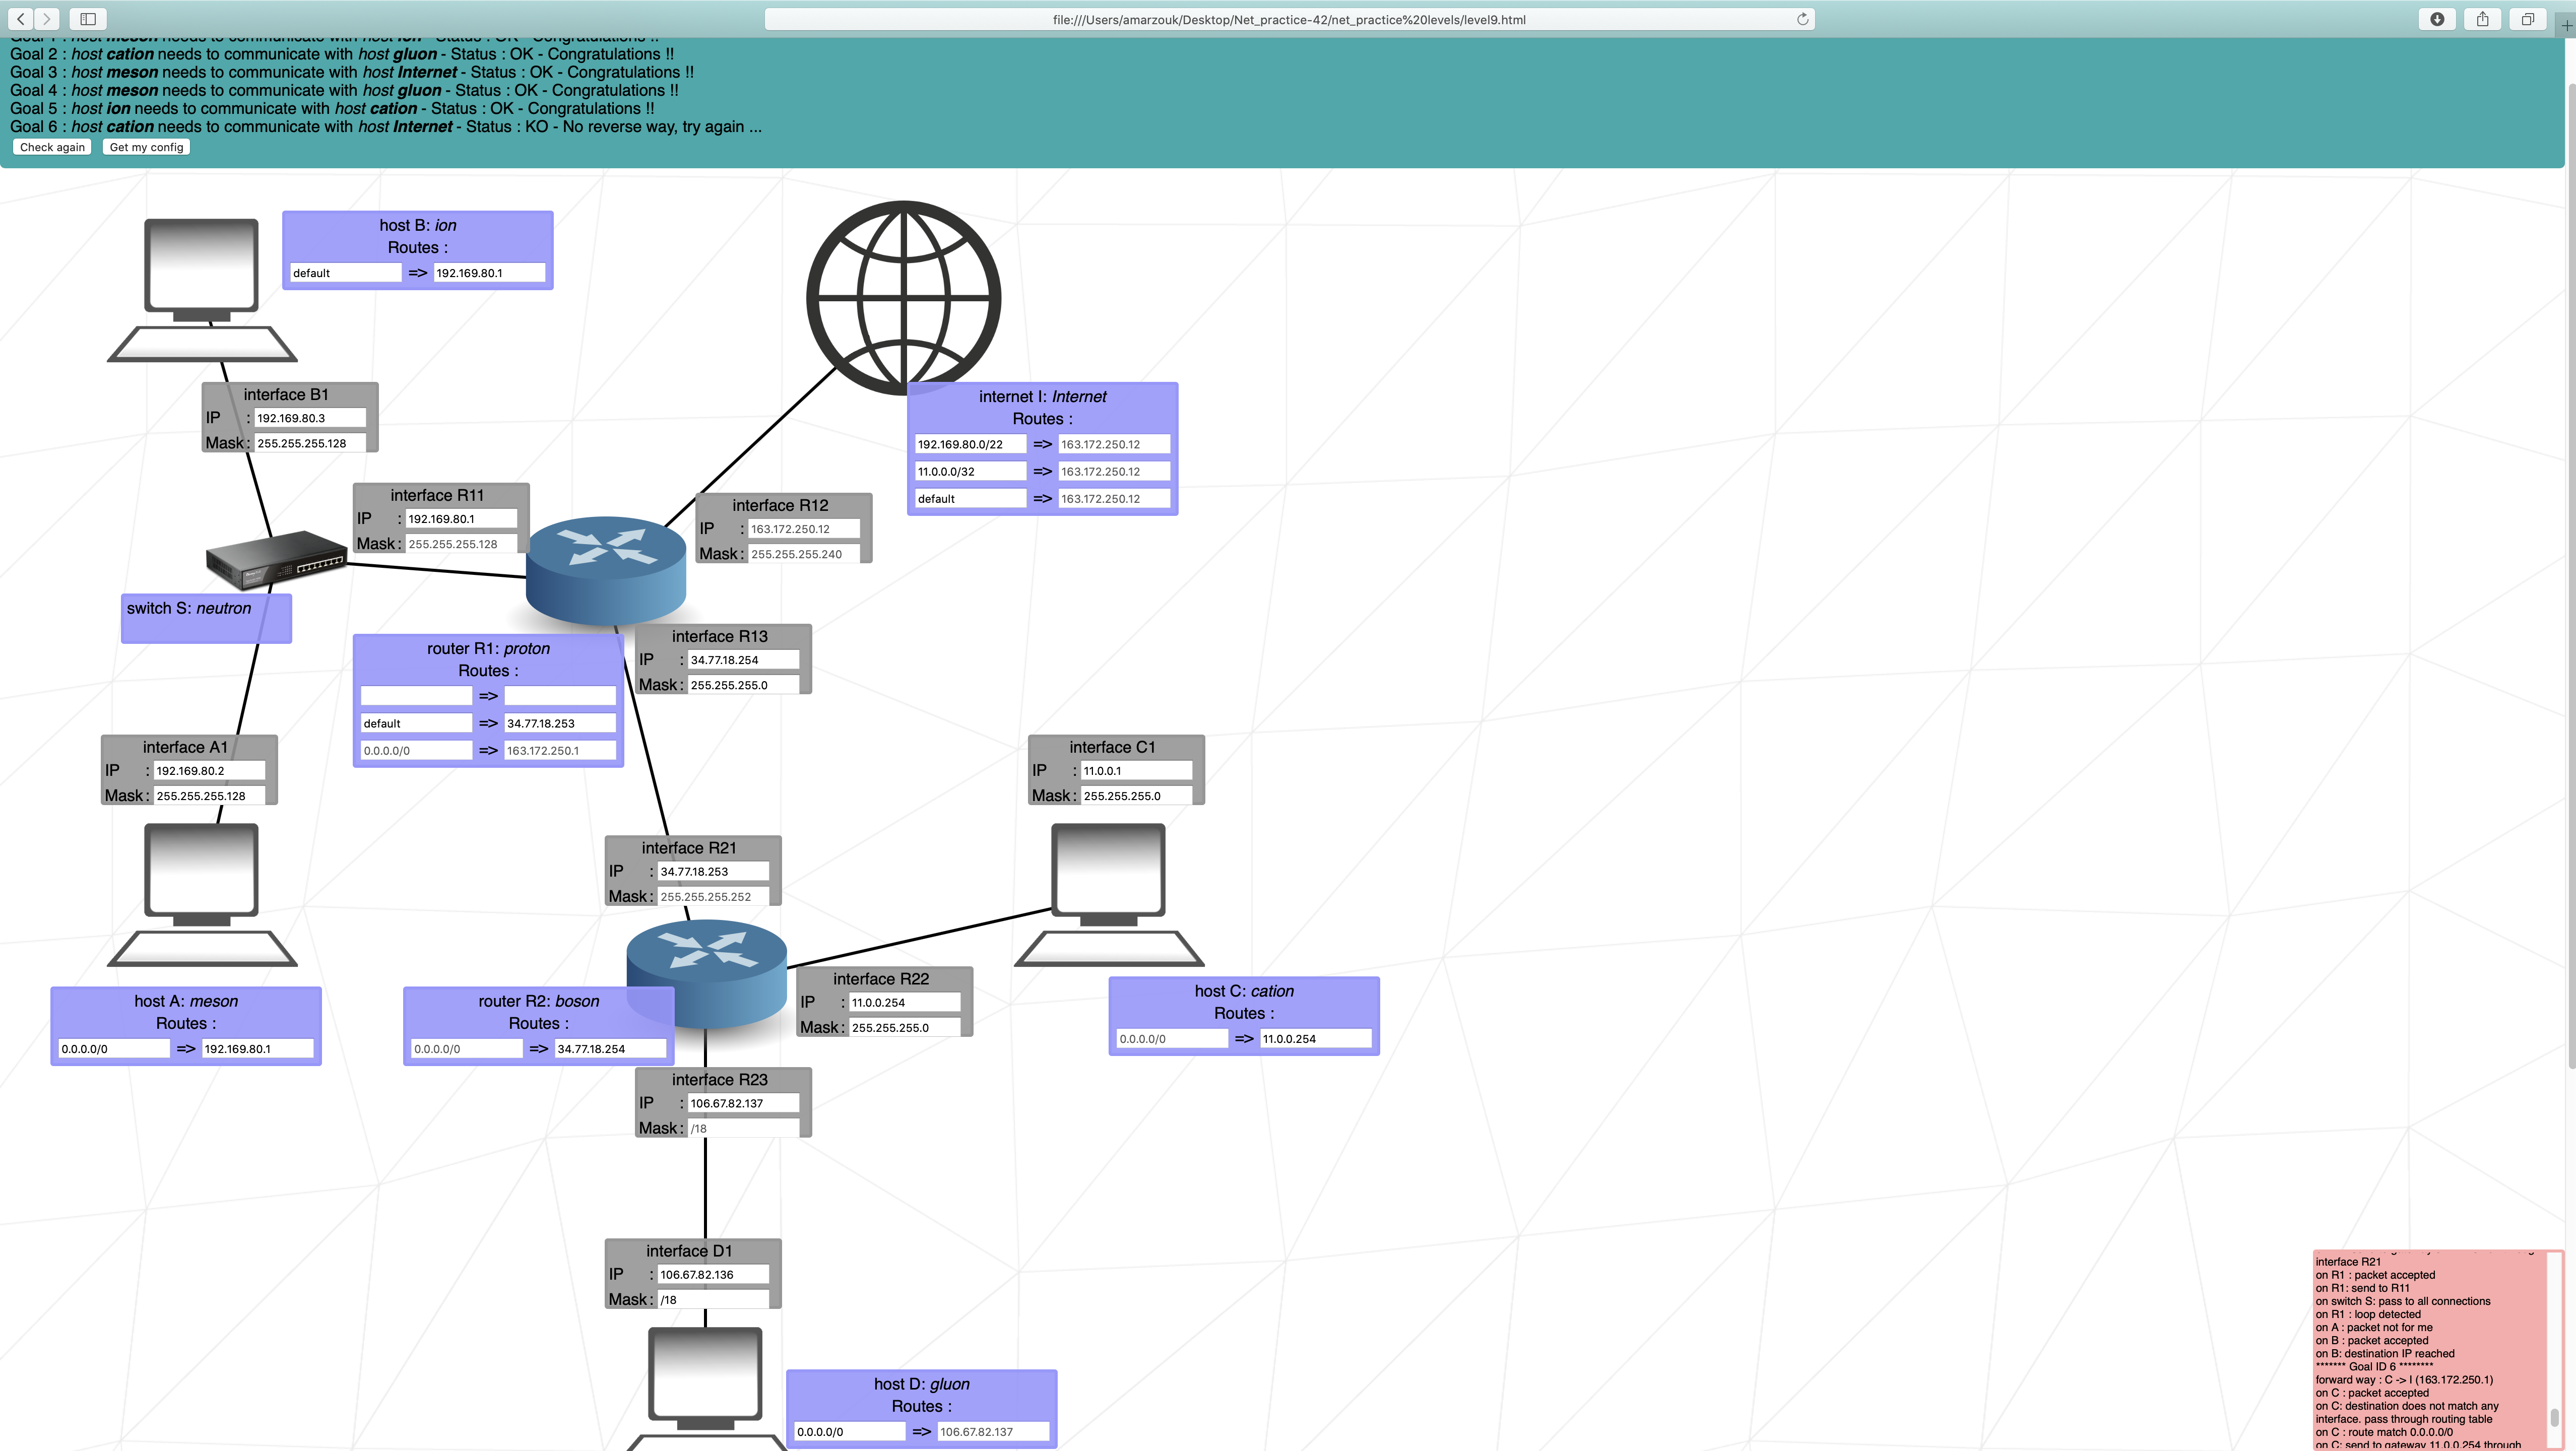 file:///Users/amarzouk/Desktop/Net_practice-42/net_practice%20levels/level9.html
Goal 1 : host meson needs to communicate with host ion - Status : OK - Congratulations !!
Goal 2 : host cation needs to communicate with host gluon - Status : OK - Congratulations !!
Goal 3 : host meson needs to communicate with host Internet - Status : OK - Congratulations !!
Goal 4 : host meson needs to communicate with host gluon - Status : OK - Congratulations !!
Goal 5 : host ion needs to communicate with host cation - Status : OK - Congratulations !!
Goal 6 : host cation needs to communicate with host Internet - Status : KO - No reverse way, try again ...
Check again Get my config
host B: ion
Routes :
default => 192.169.80.1
interface B1
IP : 192.169.80.3
Mask : 255.255.255.128
internet I: Internet
Routes :
192.169.80.0/22 => 163.172.250.12
11.0.0.0/32 => 163.172.250.12
default => 163.172.250.12
interface R11
IP : 192.169.80.1
Mask : 255.255.255.128
interface R12
IP : 163.172.250.12
Mask : 255.255.255.240
switch S: neutron
router R1: proton
Routes :
=>
default => 34.77.18.253
0.0.0.0/0 => 163.172.250.1
interface R13
IP : 34.77.18.254
Mask : 255.255.255.0
interface A1
IP : 192.169.80.2
Mask : 255.255.255.128
interface C1
IP : 11.0.0.1
Mask : 255.255.255.0
interface R21
IP : 34.77.18.253
Mask : 255.255.255.252
host A: meson
Routes :
0.0.0.0/0 => 192.169.80.1
router R2: boson
Routes :
0.0.0.0/0 => 34.77.18.254
interface R22
IP : 11.0.0.254
Mask : 255.255.255.0
host C: cation
Routes :
0.0.0.0/0 => 11.0.0.254
interface R23
IP : 106.67.82.137
Mask : /18
interface D1
IP : 106.67.82.136
Mask : /18
host D: gluon
Routes :
0.0.0.0/0 => 106.67.82.137
interface R21
on R1 : packet accepted
on R1: send to R11
on switch S: pass to all connections
on R1 : loop detected
on A : packet not for me
on B : packet accepted
on B: destination IP reached
******* Goal ID 6 ********
forward way : C -> I (163.172.250.1)
on C : packet accepted
on C: destination does not match any
interface. pass through routing table
on C : route match 0.0.0.0/0
on C: send to gateway 11.0.0.254 through